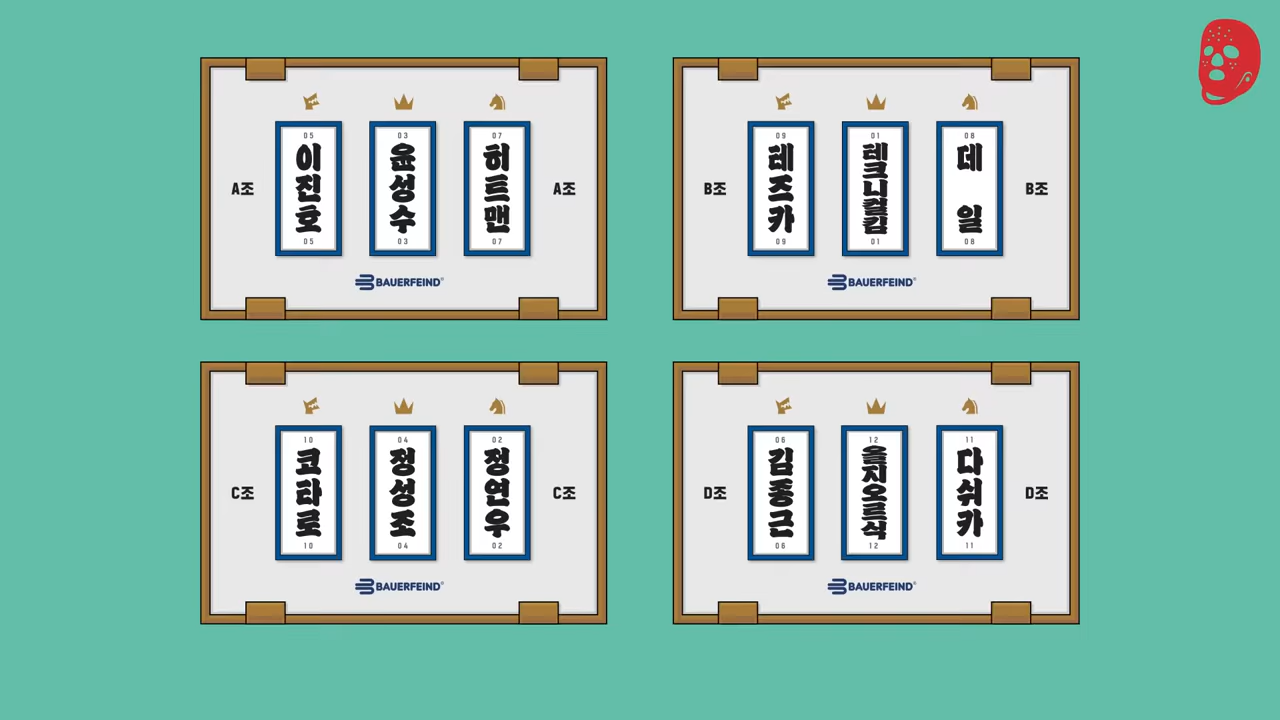 A조
05
이진호
05
03
윤성수
03
07
히트맨
07
A조
BAUERFEIND®
B조
09
테즈카
09
01
테크니컬김
01
08
데일
08
B조
BAUERFEIND®
C조
10
코타로
10
04
정성조
04
02
정연우
02
C조
BAUERFEIND®
D조
06
김종근
06
12
을지오르식
12
11
다쉬카
11
D조
BAUERFEIND®